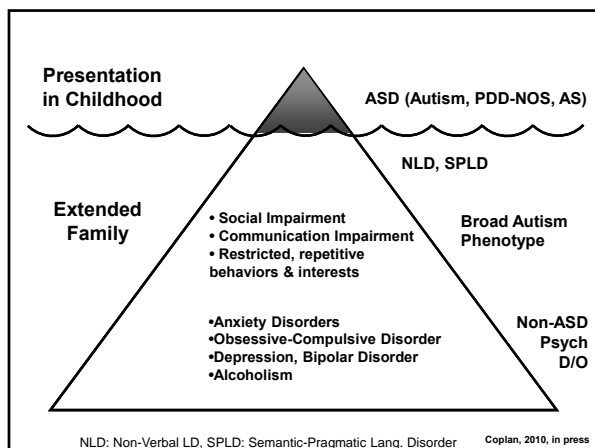 Presentation
in Childhood
ASD (Autism, PDD-NOS, AS)
NLD, SPLD
Extended
Family
• Social Impairment
• Communication Impairment
• Restricted, repetitive
behaviors & interests
Broad Autism
Phenotype
•Anxiety Disorders
•Obsessive-Compulsive Disorder
•Depression, Bipolar Disorder
•Alcoholism
Non-ASD
Psych
D/O
NLD: Non-Verbal LD, SPLD: Semantic-Pragmatic Lang. Disorder
Coplan, 2010, in press